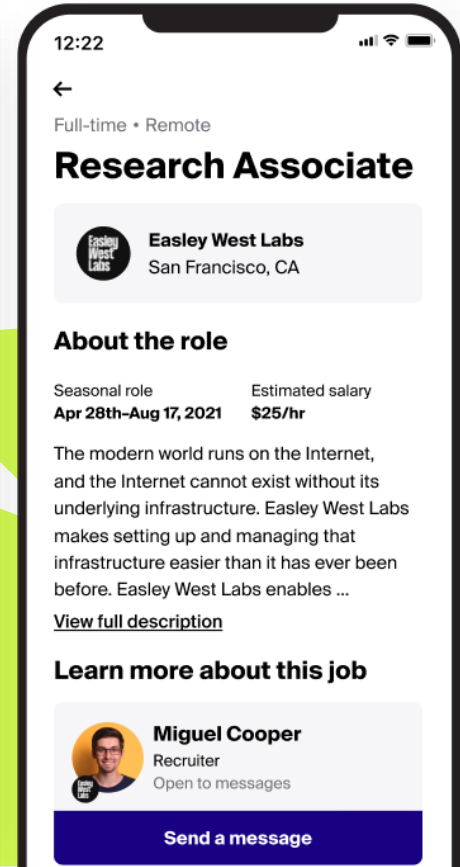 12:22
Full-time • Remote
Research Associate
Easley
West
Labs
Easley West Labs
San Francisco, CA
About the role
Seasonal role
Estimated salary
Apr 28th–Aug 17, 2021
$25/hr
The modern world runs on the Internet,
and the Internet cannot exist without its
underlying infrastructure. Easley West Labs
makes setting up and managing that
infrastructure easier than it has ever been
before. Easley West Labs enables ...
View full description
Learn more about this job
Miguel Cooper
Recruiter
Open to messages
Easley
West
Labs
Send a message